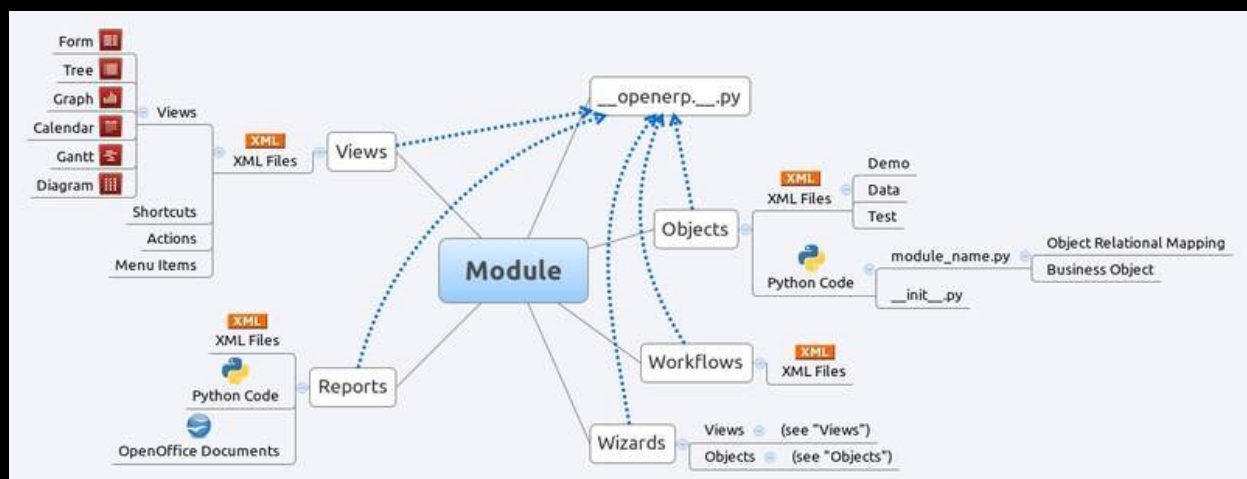 Form
Tree
Graph
Calendar
Gantt
Diagram
Views
Shortcuts
Actions
Menu Items
XML
XML Files
Views
__openerp.__.py
Module
Objects
XML
XML Files
Demo
Data
Test
Python Code
module_name.py
Object Relational Mapping
Business Object
__init__.py
XML
XML Files
Python Code
OpenOffice Documents
Reports
Workflows
XML
XML Files
Wizards
Views
(see "Views")
Objects
(see "Objects")